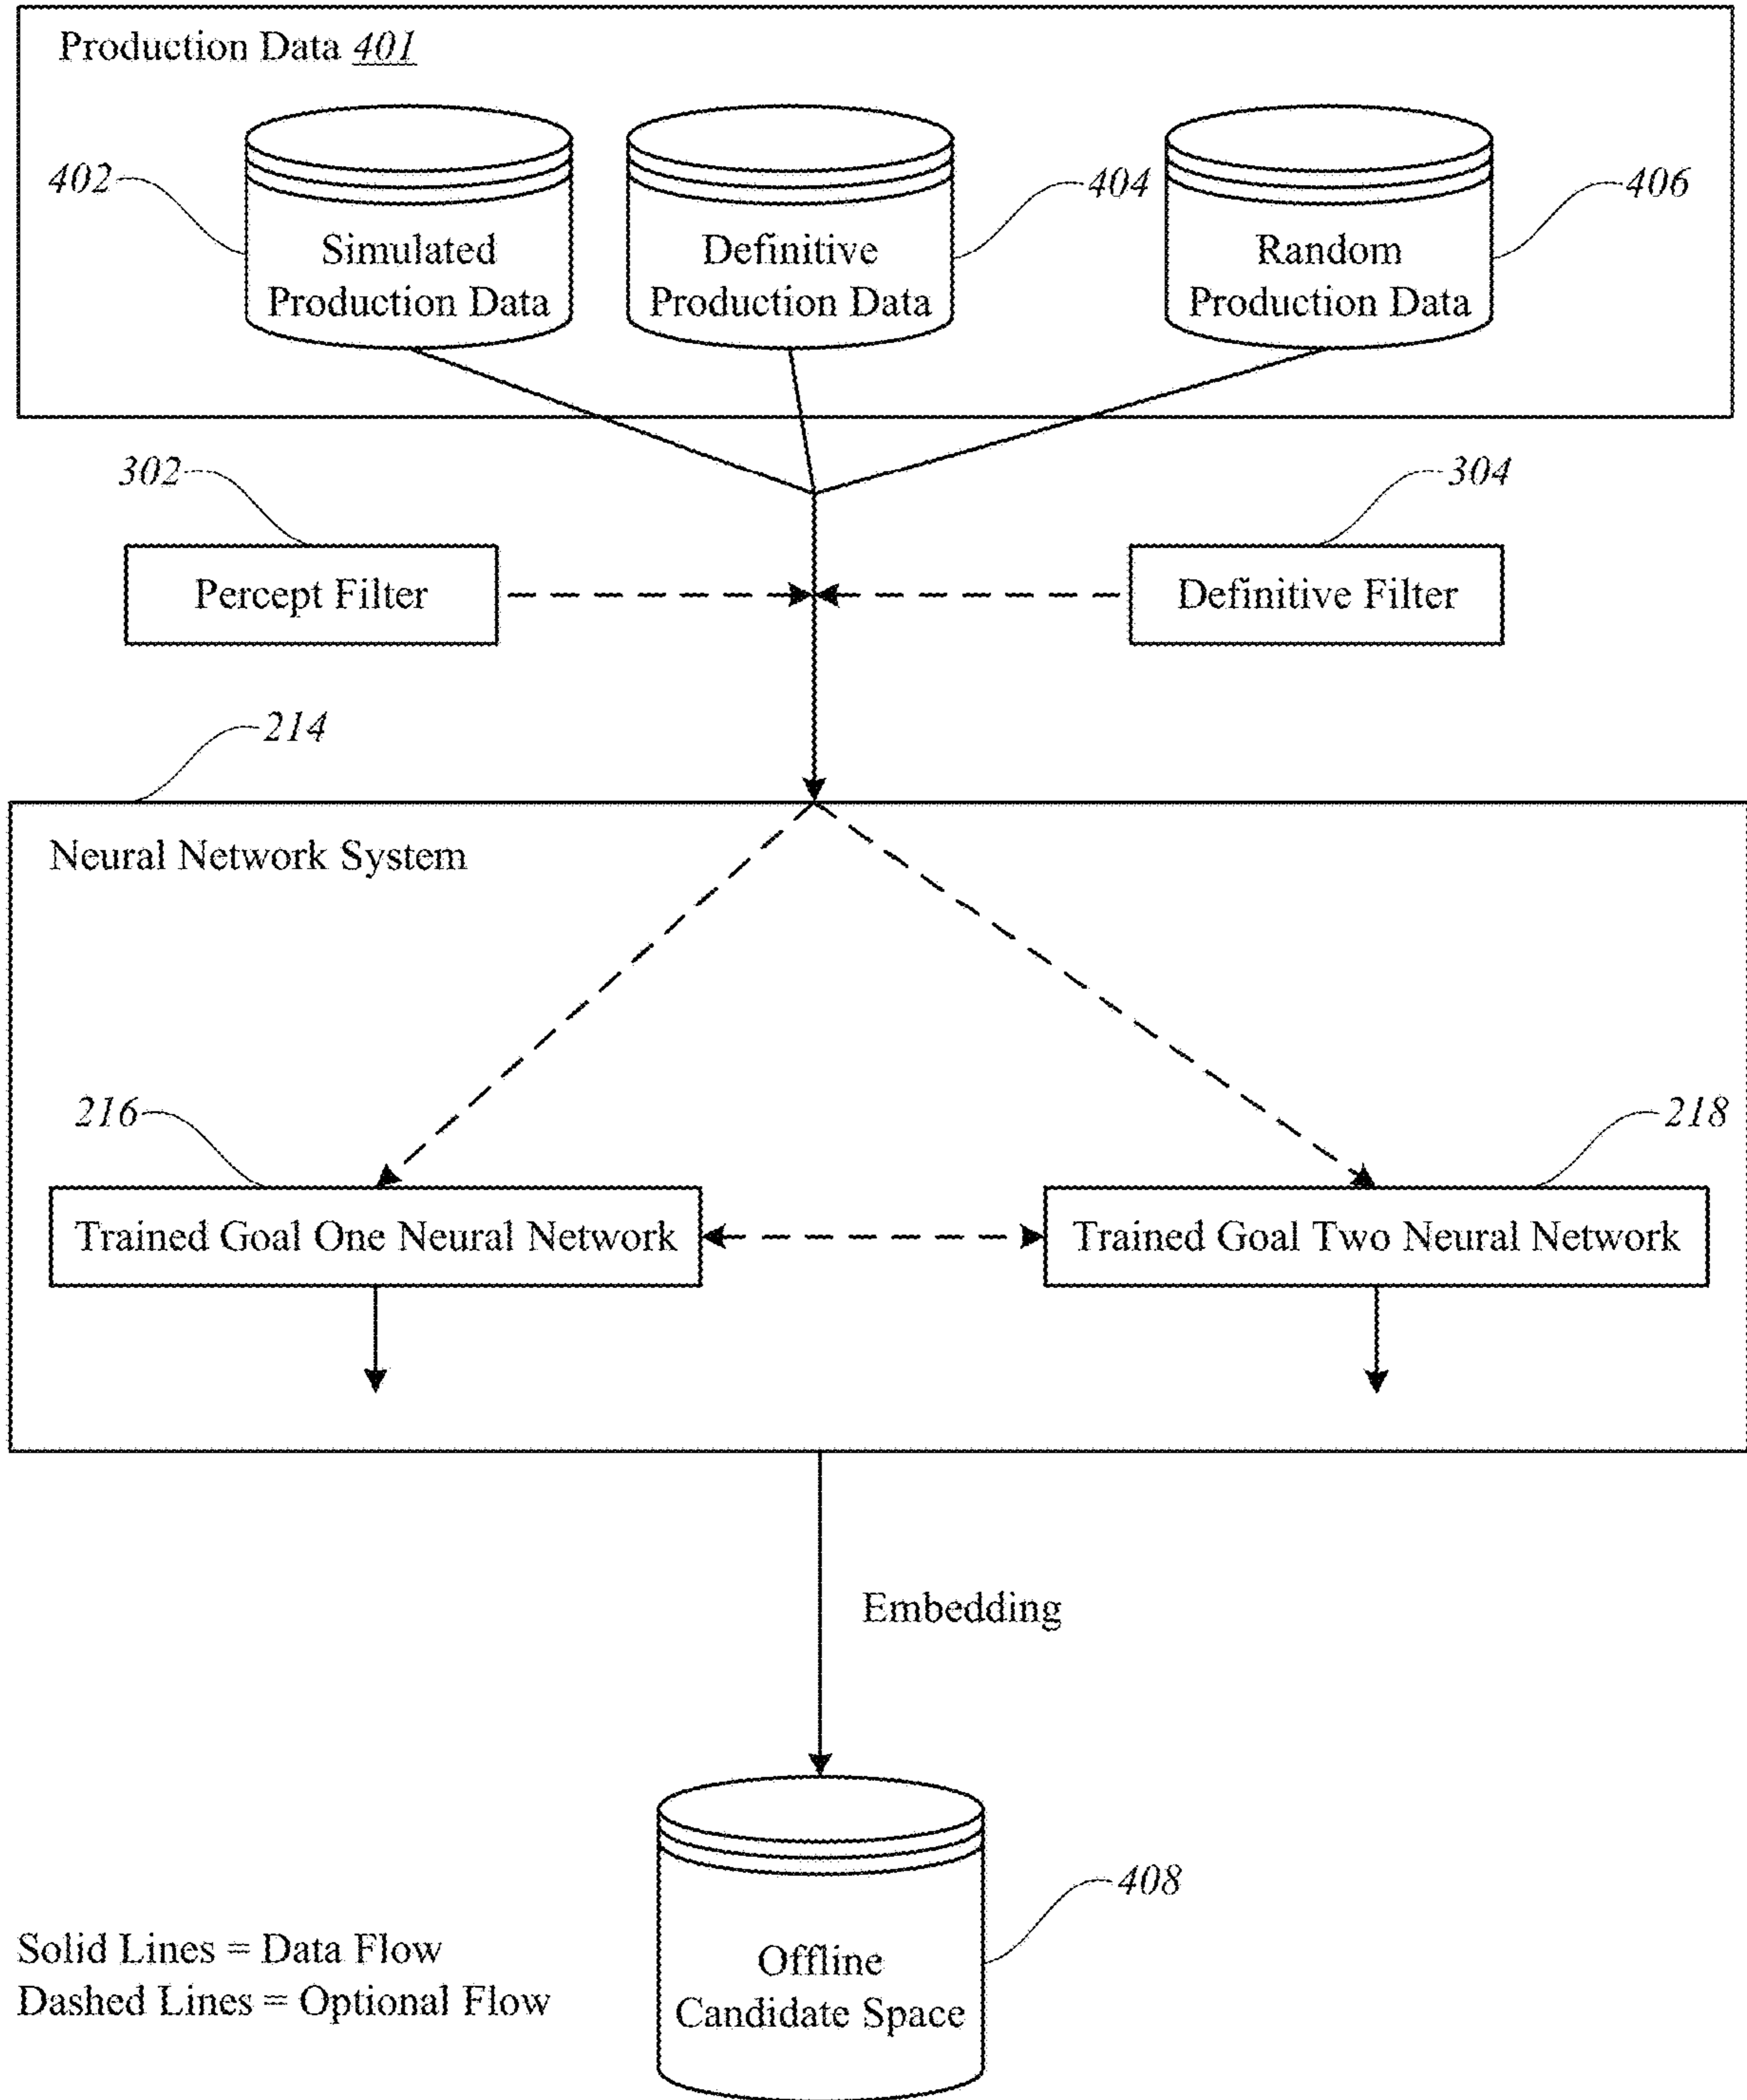 Production Data 401
402
404
406
Simulated
Production Data
Definitive
Production Data
Random
Production Data
302
304
Percept Filter
Definitive Filter
214
Neural Network System
216
218
Trained Goal One Neural Network
Trained Goal Two Neural Network
Embedding
408
Offline
Candidate Space
Solid Lines = Data Flow
Dashed Lines = Optional Flow